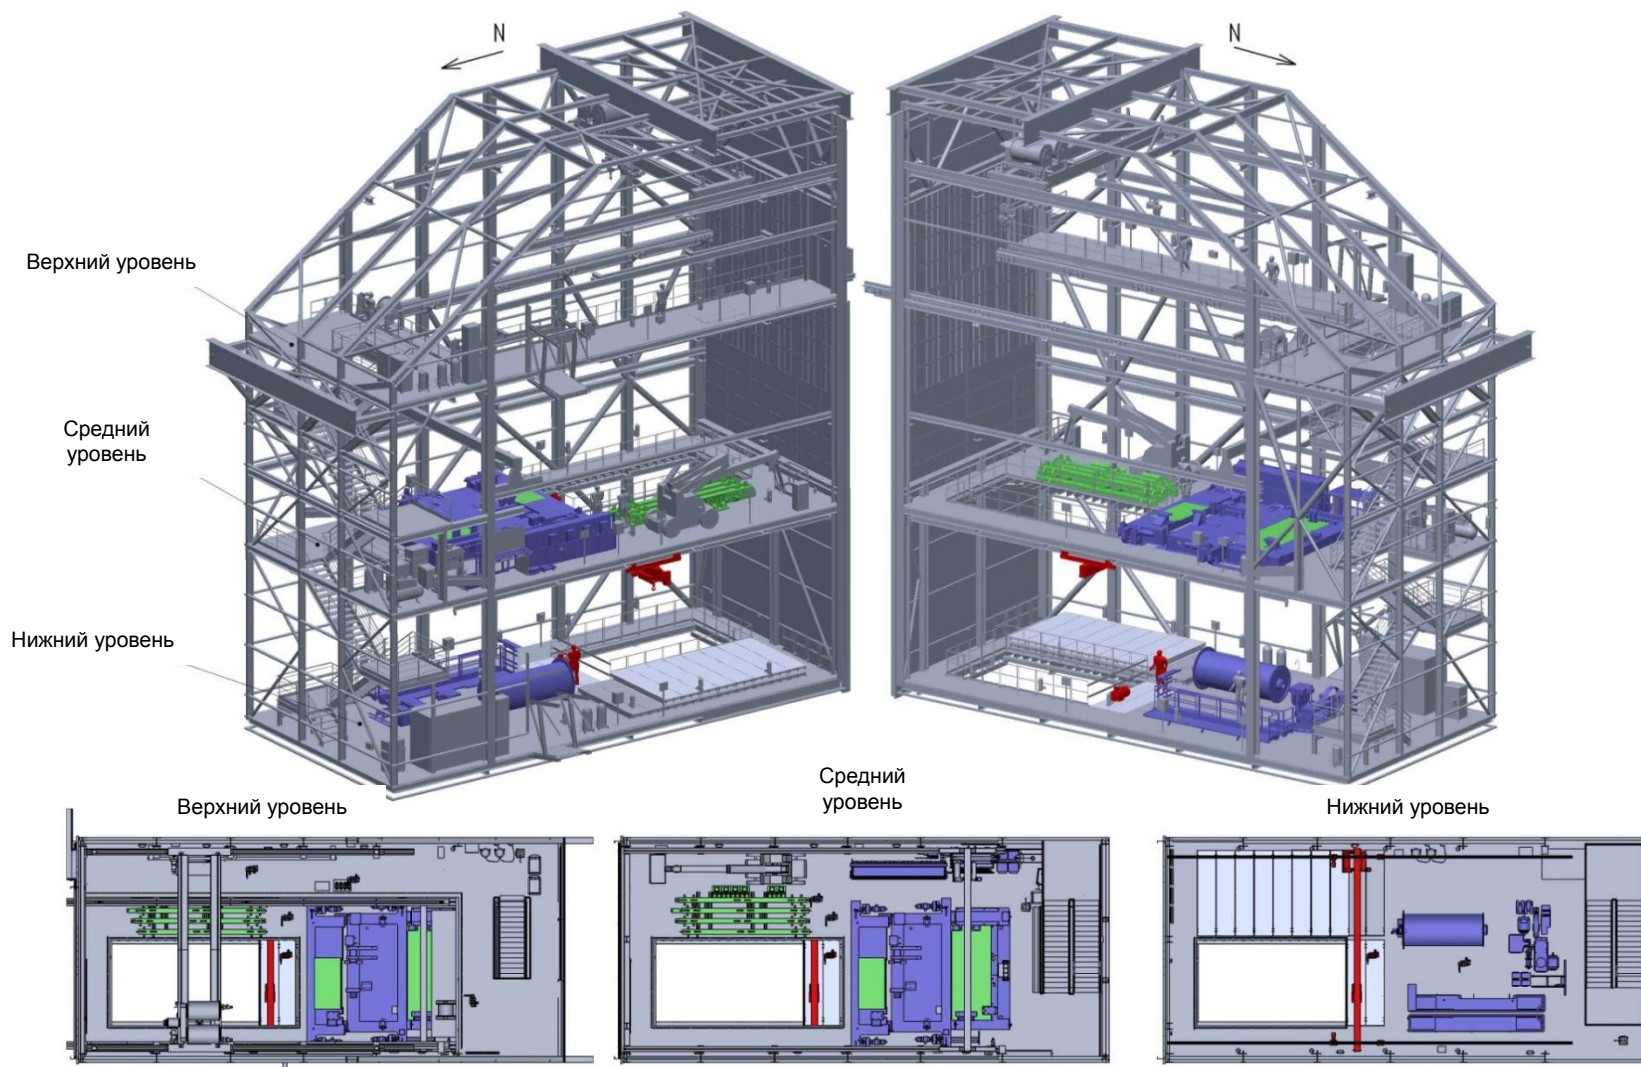 N
N
Верхний уровень
Средний
уровень
Нижний уровень
Средний
уровень
Верхний уровень
Нижний уровень